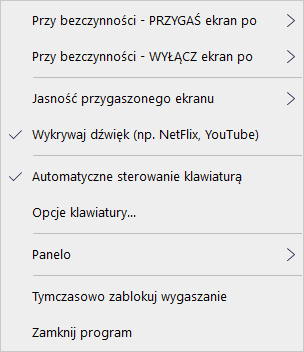 Przy bezczynności - PRZYGAŚ ekran po
Przy bezczynności - WYŁĄCZ ekran po
Jasność przygaszonego ekranu
Wykrywaj dźwięk (np. NetFlix, YouTube)
Automatyczne sterowanie klawiaturą
Opcje klawiatury...
Panelo
Tymczasowo zablokuj wygaszanie
Zamknij program